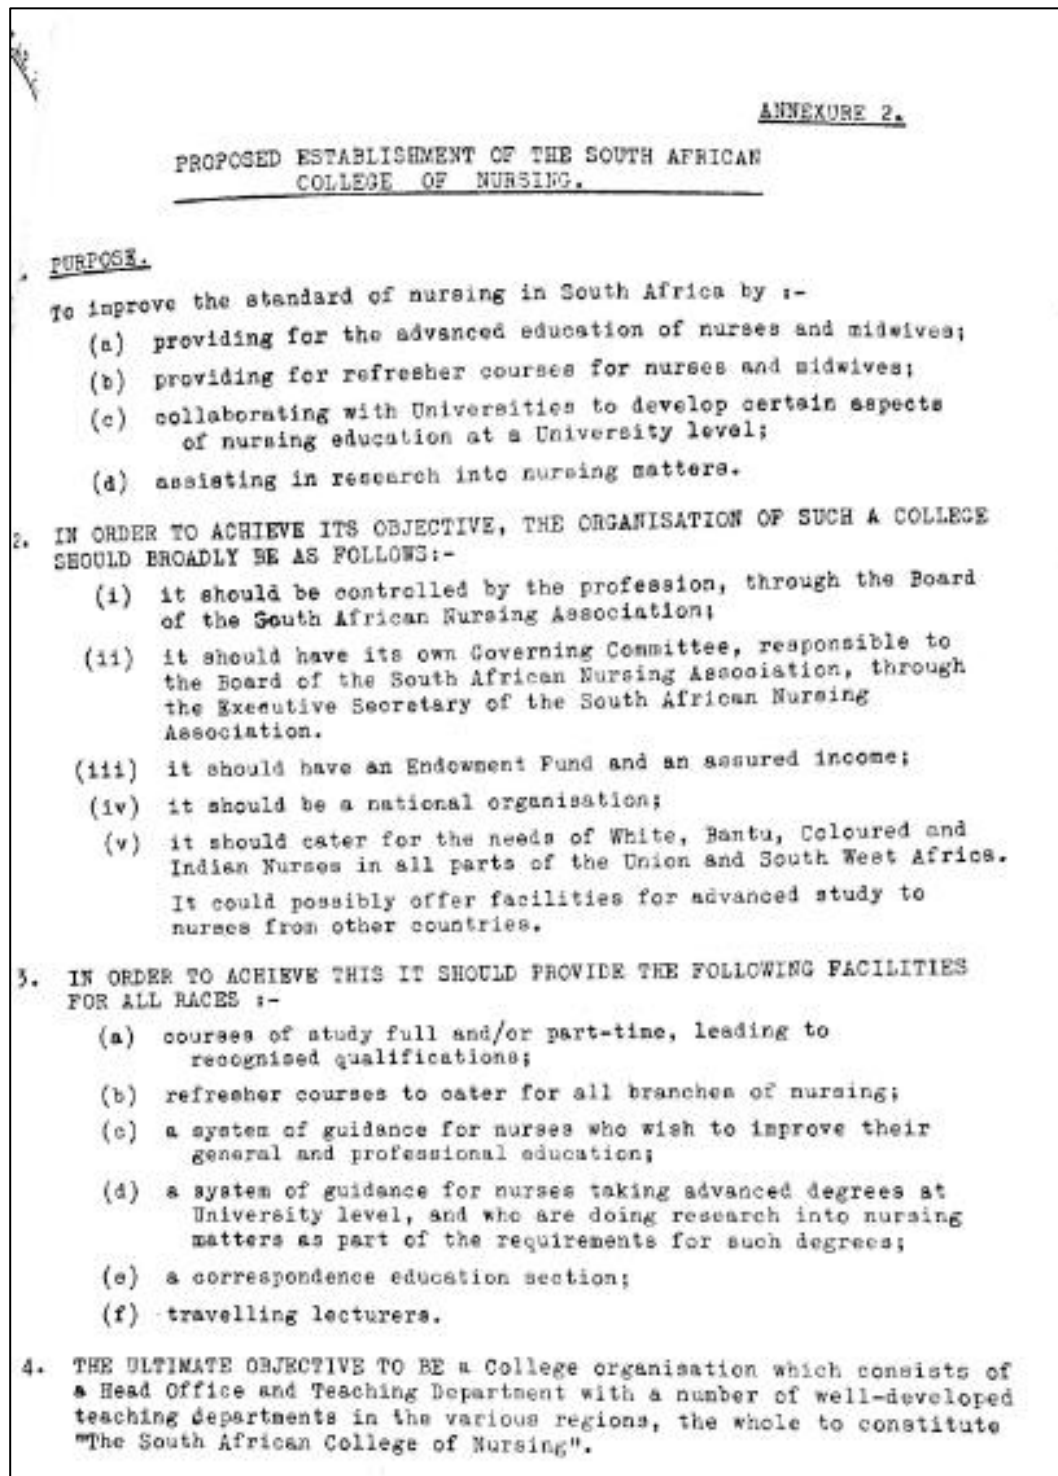 ANNEXURE 2.
PROPOSED ESTABLISHMENT OF THE SOUTH AFRICAN
COLLEGE OF NURSING.
PURPOSE.
To improve the standard of nursing in South Africa by :-
(a) providing for the advanced education of nurses and midwives;
(b) providing for refresher courses for nurses and midwives;
(c) collaborating with Universities to develop certain aspects
of nursing education at a University level;
(d) assisting in research into nursing matters.
2. IN ORDER TO ACHIEVE ITS OBJECTIVE, THE ORGANISATION OF SUCH A COLLEGE
SHOULD BROADLY BE AS FOLLOWS:-
(i) it should be controlled by the profession, through the Board
of the South African Nursing Association;
(ii) it should have its own Governing Committee, responsible to
the Board of the South African Nursing Association, through
the Executive Secretary of the South African Nursing
Association.
(iii) it should have an Endowment Fund and an assured income;
(iv) it should be a national organisation;
(v) it should cater for the needs of White, Bantu, Coloured and
Indian Nurses in all parts of the Union and South West Africa.
It could possibly offer facilities for advanced study to
nurses from other countries.
3. IN ORDER TO ACHIEVE THIS IT SHOULD PROVIDE THE FOLLOWING FACILITIES
FOR ALL RACES :-
(a) courses of study full and/or part-time, leading to
recognised qualifications;
(b) refresher courses to cater for all branches of nursing;
(c) a system of guidance for nurses who wish to improve their
general and professional education;
(d) a system of guidance for nurses taking advanced degrees at
University level, and who are doing research into nursing
matters as part of the requirements for such degrees;
(e) a correspondence education section;
(f) travelling lecturers.
4. THE ULTIMATE OBJECTIVE TO BE a College organisation which consists of
a Head Office and Teaching Department with a number of well-developed
teaching departments in the various regions, the whole to constitute
"The South African College of Nursing".